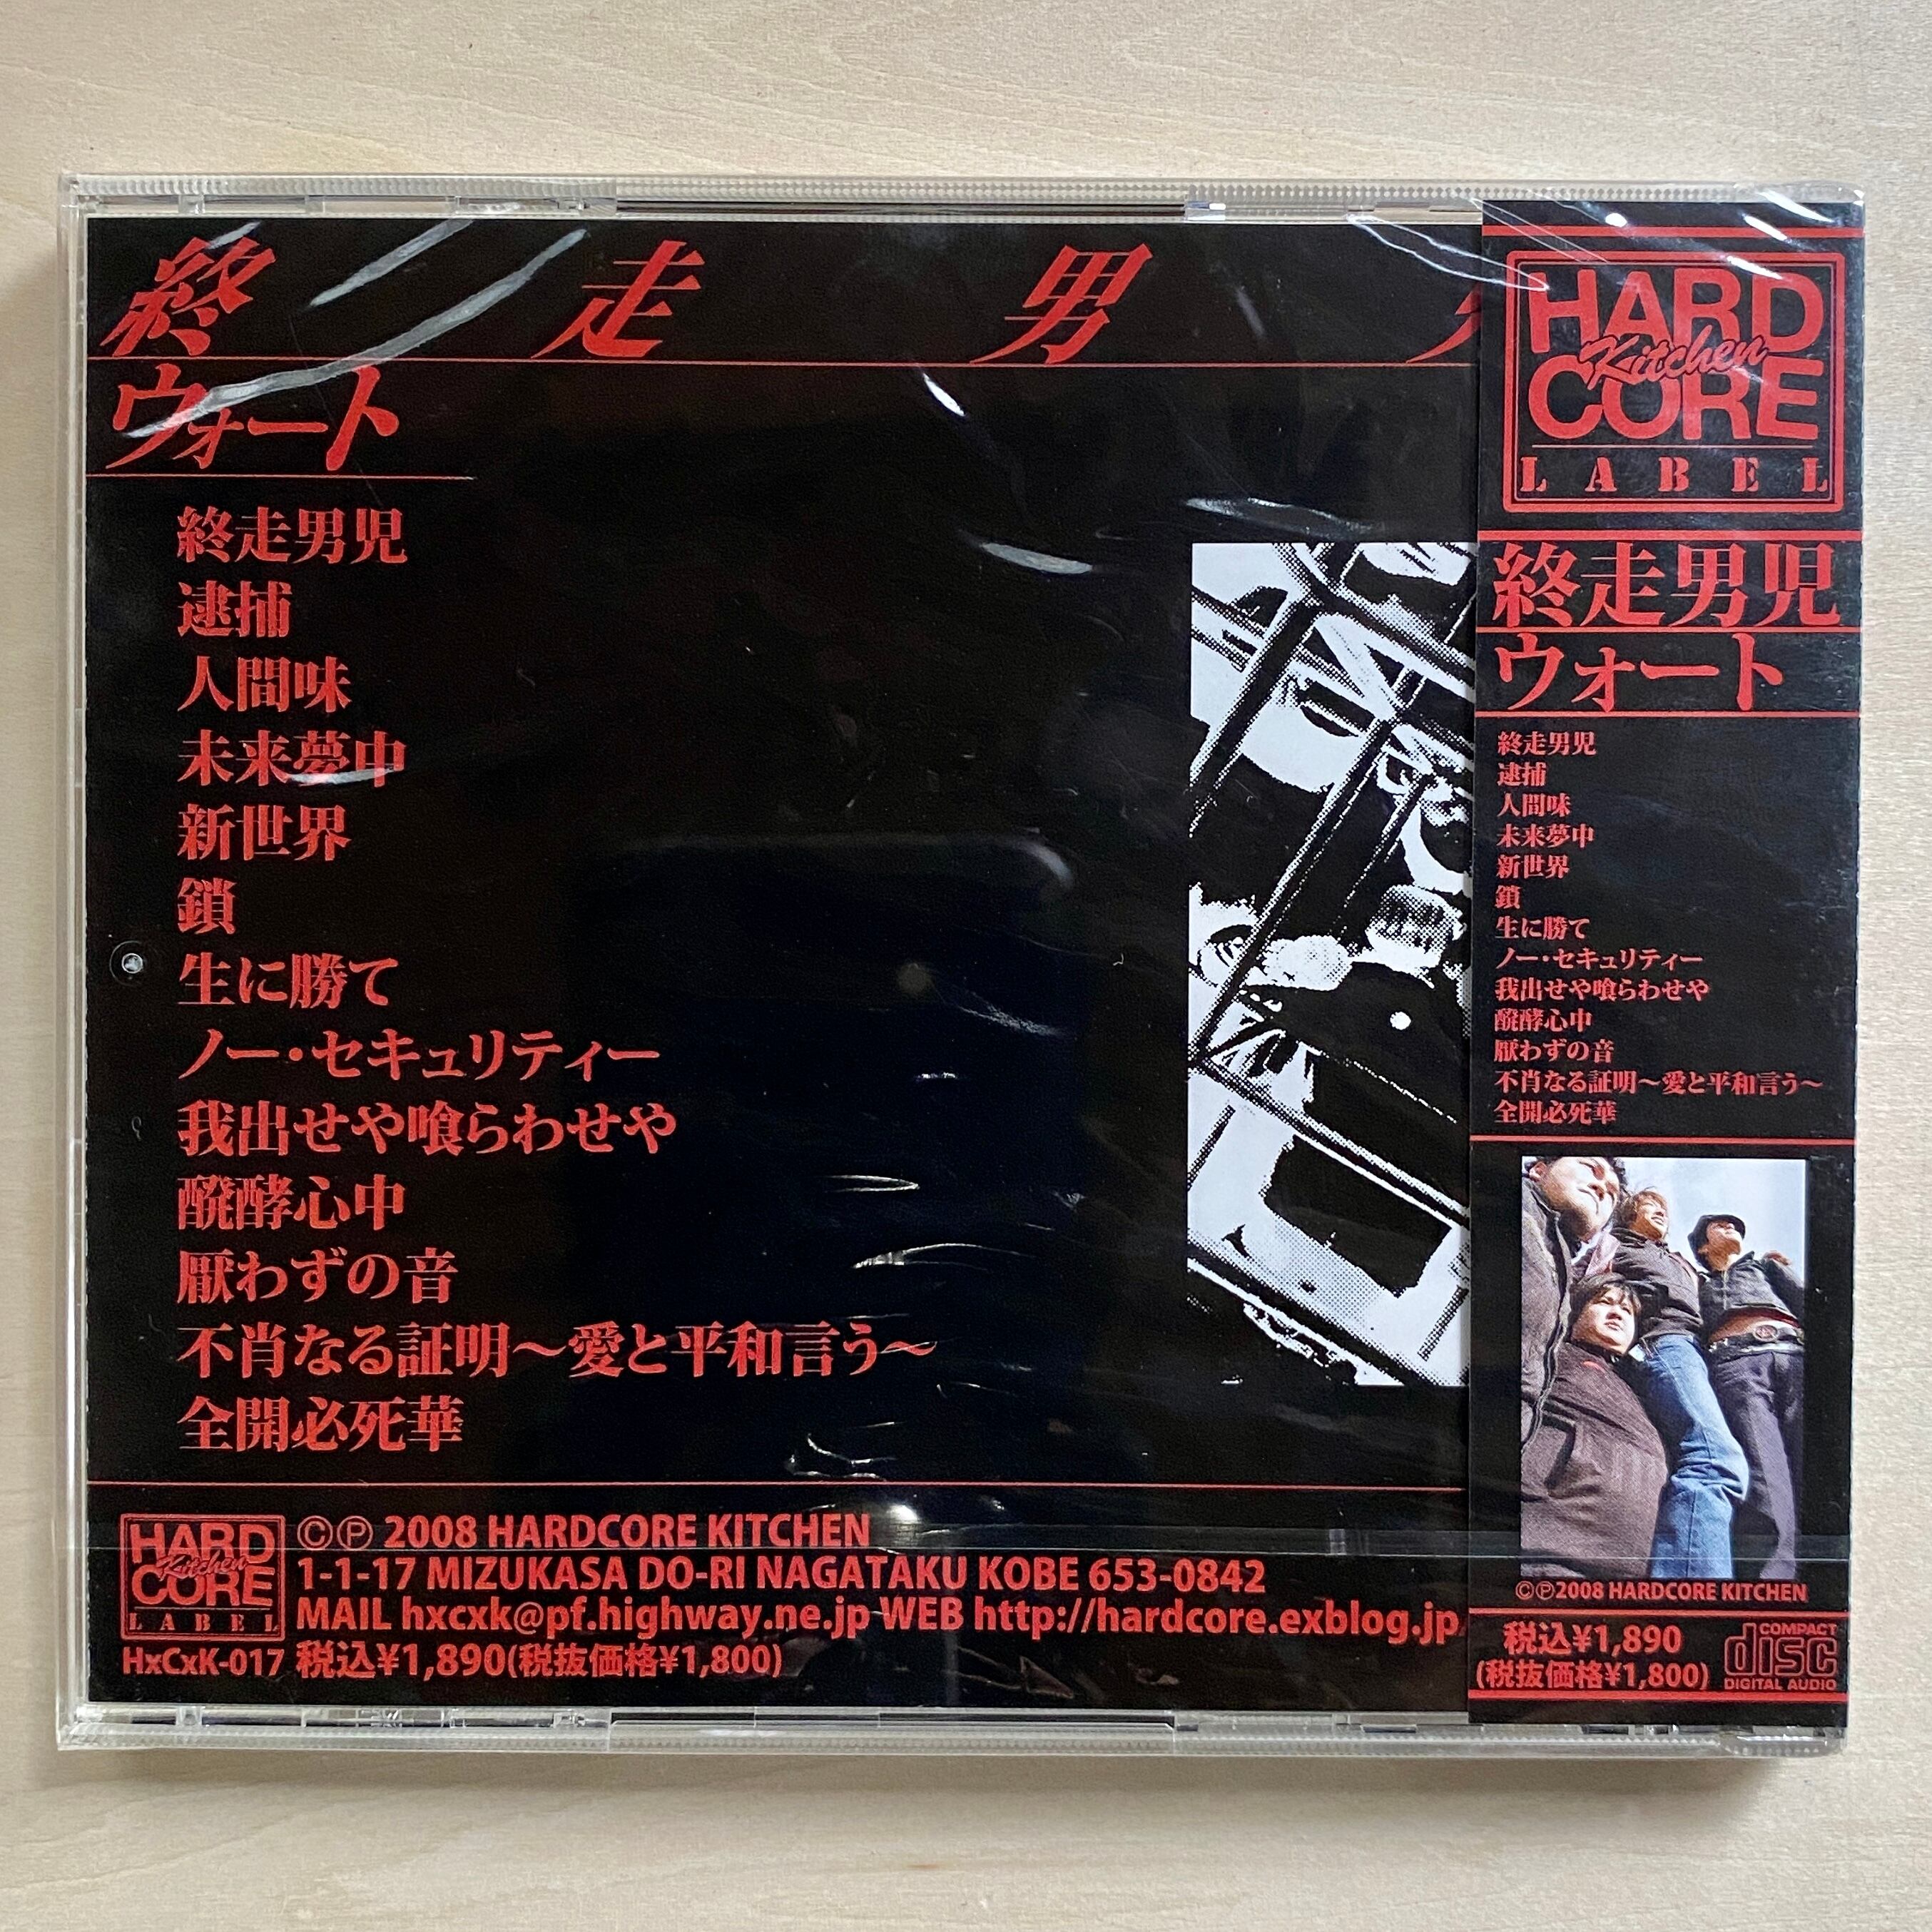 終走男
ウォート
終走男児
逮捕
人間味
未来夢中
新世界
鎖
生に勝て
ノー・セキュリティー
我出せや喰らわせや
醗酵心中
厭わずの音
不肖なる証明～愛と平和言う～
全開必死華
HARD
Kitchen
CORE
LABEL
HxCxK-017
©Ⓟ 2008 HARDCORE KITCHEN
1-1-17 MIZUKASA DO-RI NAGATAKU KOBE 653-0842
MAIL hxcxk@pf.highway.ne.jp WEB http://hardcore.exblog.jp/
税込¥1,890(税抜価格¥1,800)
HARD
Kitchen
CORE
LABEL
終走男児
ウォート
終走男児
逮捕
人間味
未来夢中
新世界
鎖
生に勝て
ノー・セキュリティー
我出せや喰らわせや
醗酵心中
厭わずの音
不肖なる証明～愛と平和言う～
全開必死華
©Ⓟ2008 HARDCORE KITCHEN
税込¥1,890
(税抜価格¥1,800)
COMPACT
disc
DIGITAL AUDIO